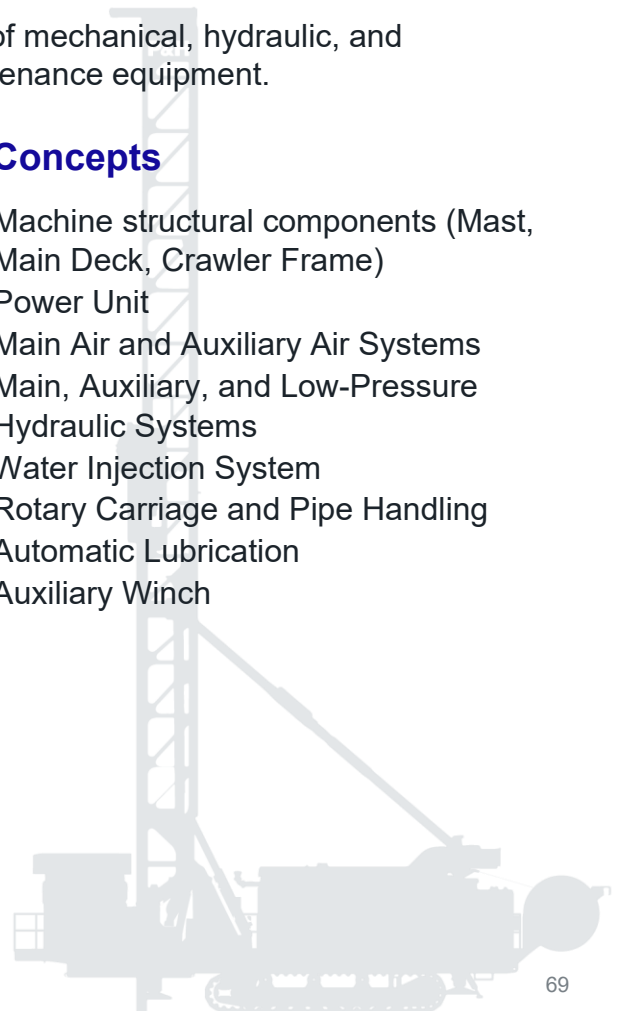 of mechanical, hydraulic, and
enance equipment.
Concepts
Machine structural components (Mast,
Main Deck, Crawler Frame)
Power Unit
Main Air and Auxiliary Air Systems
Main, Auxiliary, and Low-Pressure
Hydraulic Systems
Water Injection System
Rotary Carriage and Pipe Handling
Automatic Lubrication
Auxiliary Winch
69